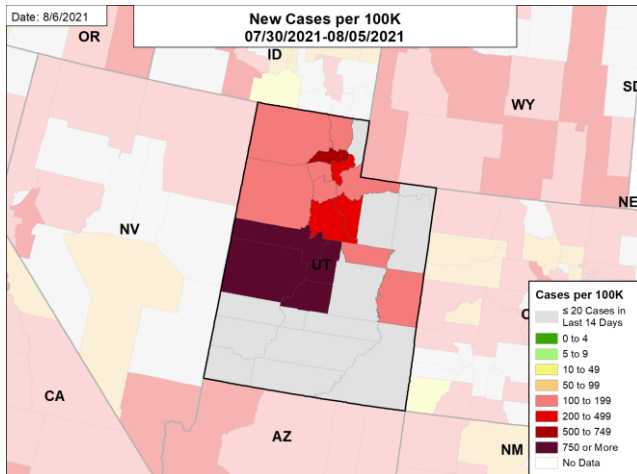 Date: 8/6/2021
New Cases per 100K
07/30/2021-08/05/2021
OR
ID
WY
SD
NE
NV
UT
CA
AZ
NM
C
Cases per 100K
≤ 20 Cases in
Last 14 Days
0 to 4
5 to 9
10 to 49
50 to 99
100 to 199
200 to 499
500 to 749
750 or More
No Data